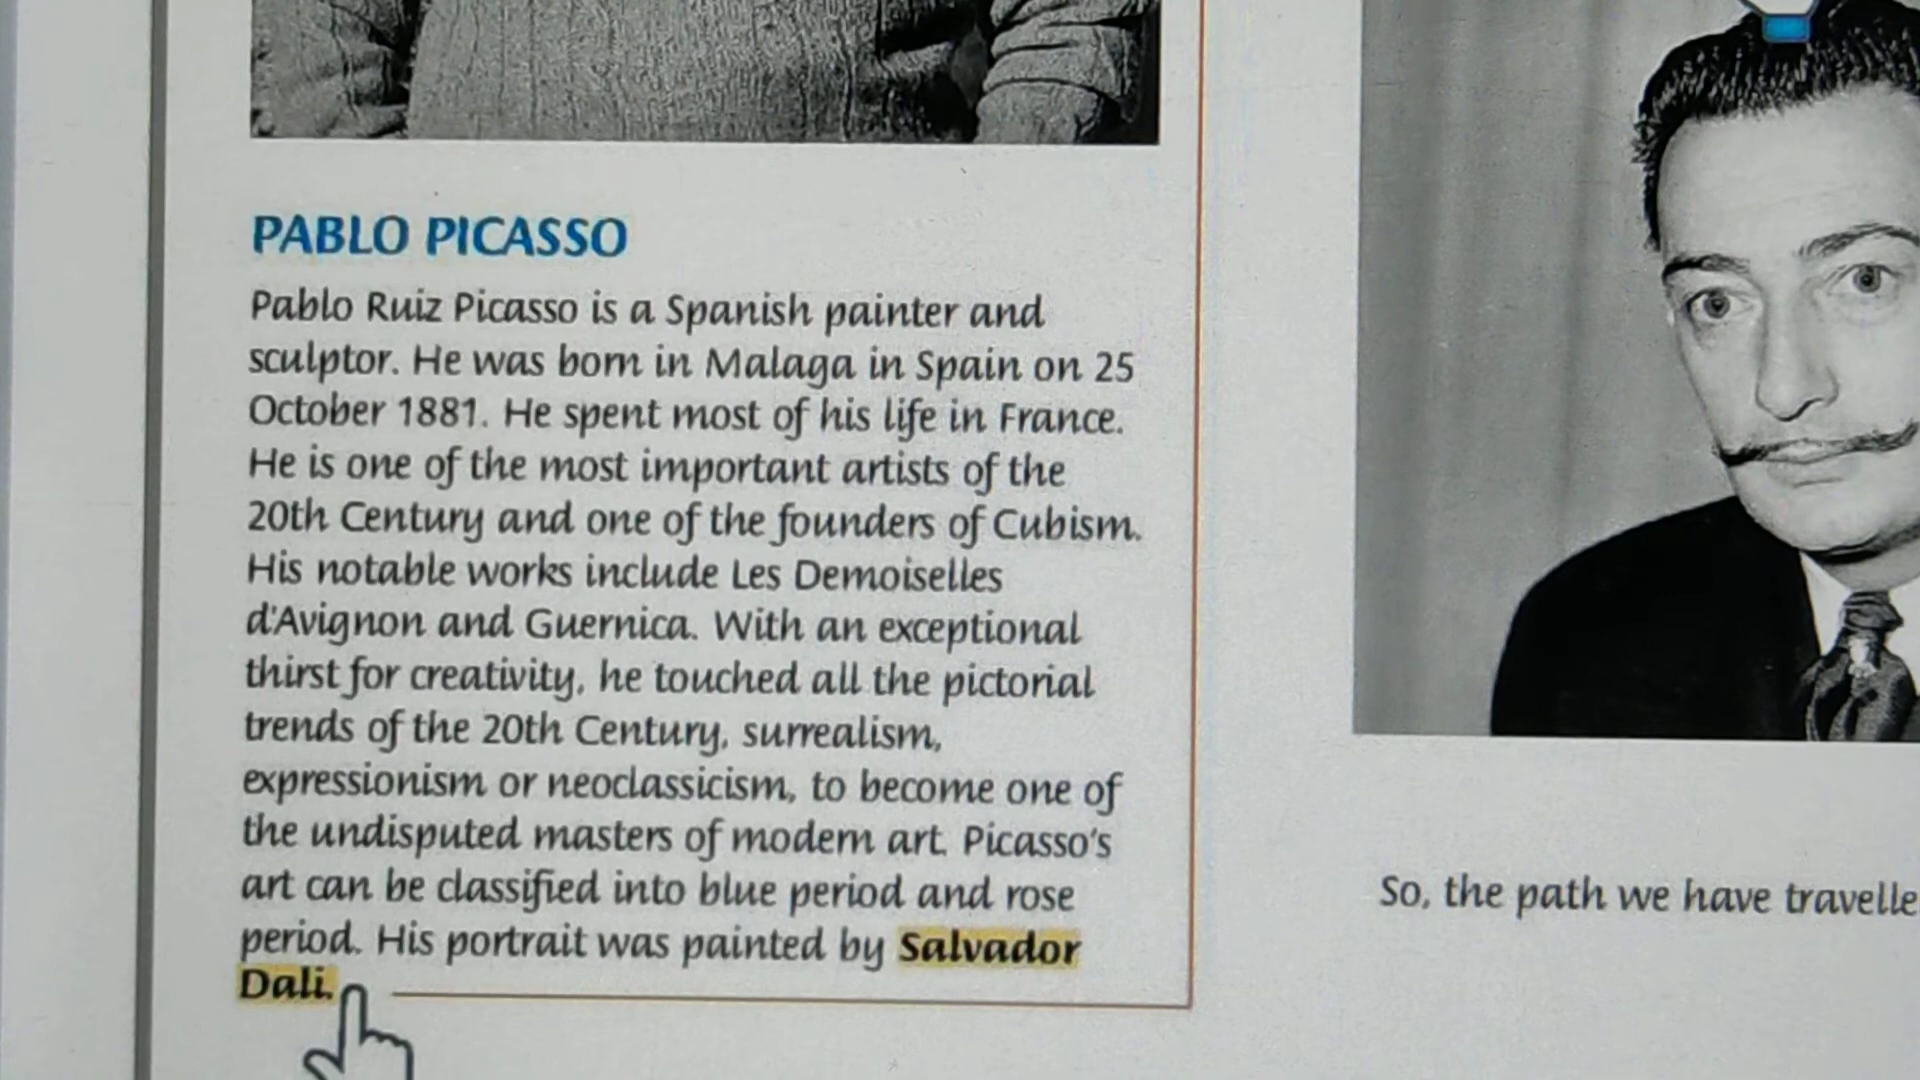 PABLO PICASSO
Pablo Ruiz Picasso is a Spanish painter and
sculptor. He was born in Malaga in Spain on 25
October 1881. He spent most of his life in France.
He is one of the most important artists of the
20th Century and one of the founders of Cubism.
His notable works include Les Demoiselles
d'Avignon and Guernica. With an exceptional
thirst for creativity, he touched all the pictorial
trends of the 20th Century, surrealism,
expressionism or neoclassicism, to become one of
the undisputed masters of modern art. Picasso's
art can be classified into blue period and rose
period. His portrait was painted by Salvador
Dali.
So, the path we have travelle